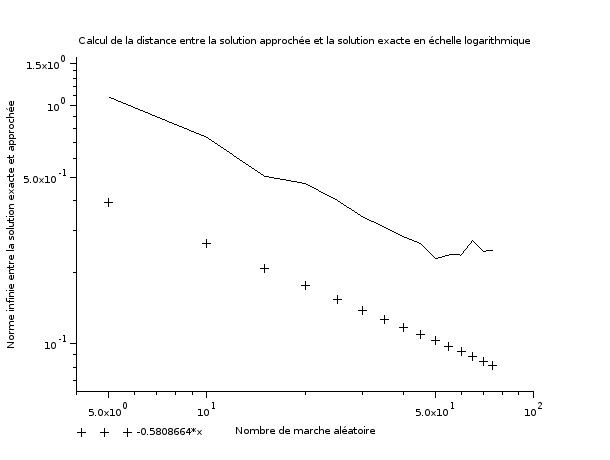 Calcul de la distance entre la solution approchée et la solution exacte en échelle logarithmique
1.5x10^0
10^0
5.0x10^-1
10^-1
Norme infinie entre la solution exacte et approchée
5.0x10^0
10^1
5.0x10^1
10^2
-0.5808664*x
Nombre de marche aléatoire